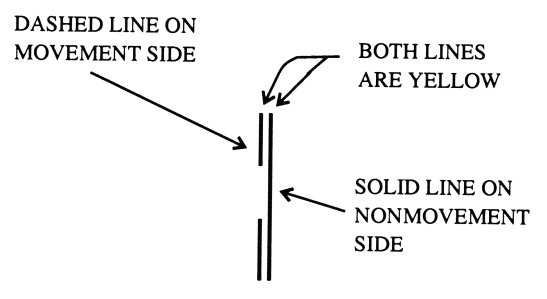 DASHED LINE ON
MOVEMENT SIDE
BOTH LINES
ARE YELLOW
SOLID LINE ON
NONMOVEMENT
SIDE